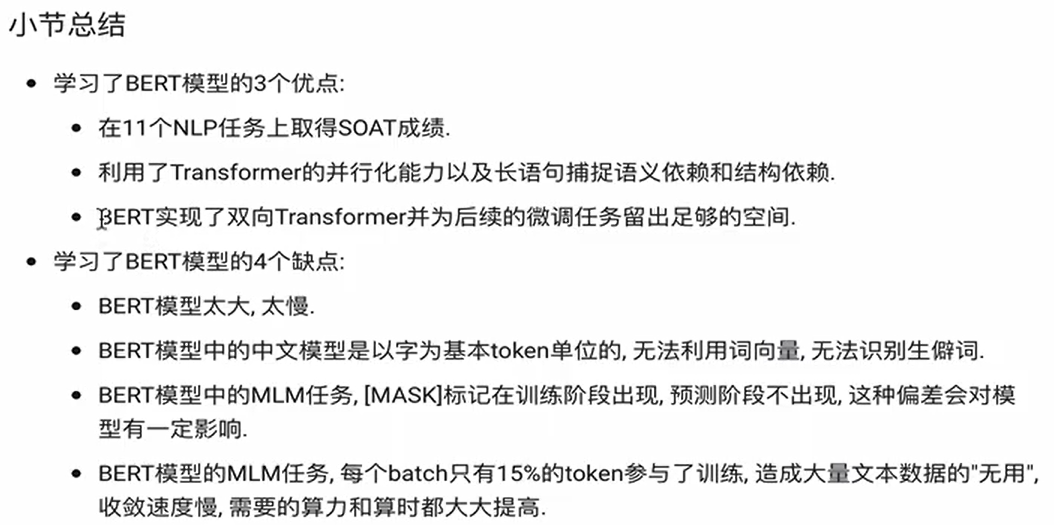 小节总结
学习了BERT模型的3个优点:
在11个NLP任务上取得SOAT成绩.
利用了Transformer的并行化能力以及长语句捕捉语义依赖和结构依赖.
BERT实现了双向Transformer并为后续的微调任务留出足够的空间.
学习了BERT模型的4个缺点:
BERT模型太大, 太慢.
BERT模型中的中文模型是以字为基本token单位的, 无法利用词向量, 无法识别生僻词.
BERT模型中的MLM任务, [MASK]标记在训练阶段出现, 预测阶段不出现, 这种偏差会对模
型有一定影响.
BERT模型的MLM任务, 每个batch只有15%的token参与了训练, 造成大量文本数据的"无用",
收敛速度慢, 需要的算力和算时都大大提高.